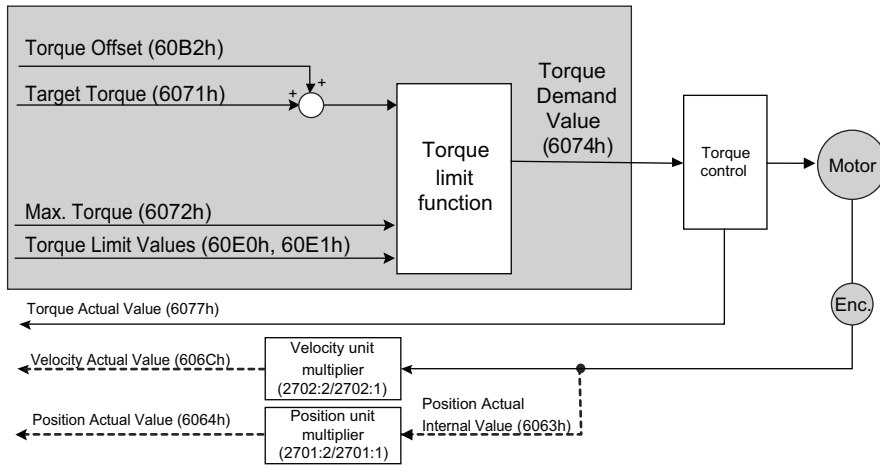 Torque Offset (60B2h)
+
+
Target Torque (6071h)
Torque
Demand
Value
(6074h)
Torque
limit
function
Torque
control
Motor
Max. Torque (6072h)
Torque Limit Values (60E0h, 60E1h)
Enc.
Torque Actual Value (6077h)
Velocity Actual Value (606Ch)
Velocity unit
multiplier
(2702:2/2702:1)
Position Actual Value (6064h)
Position unit
multiplier
(2701:2/2701:1)
Position Actual
Internal Value (6063h)